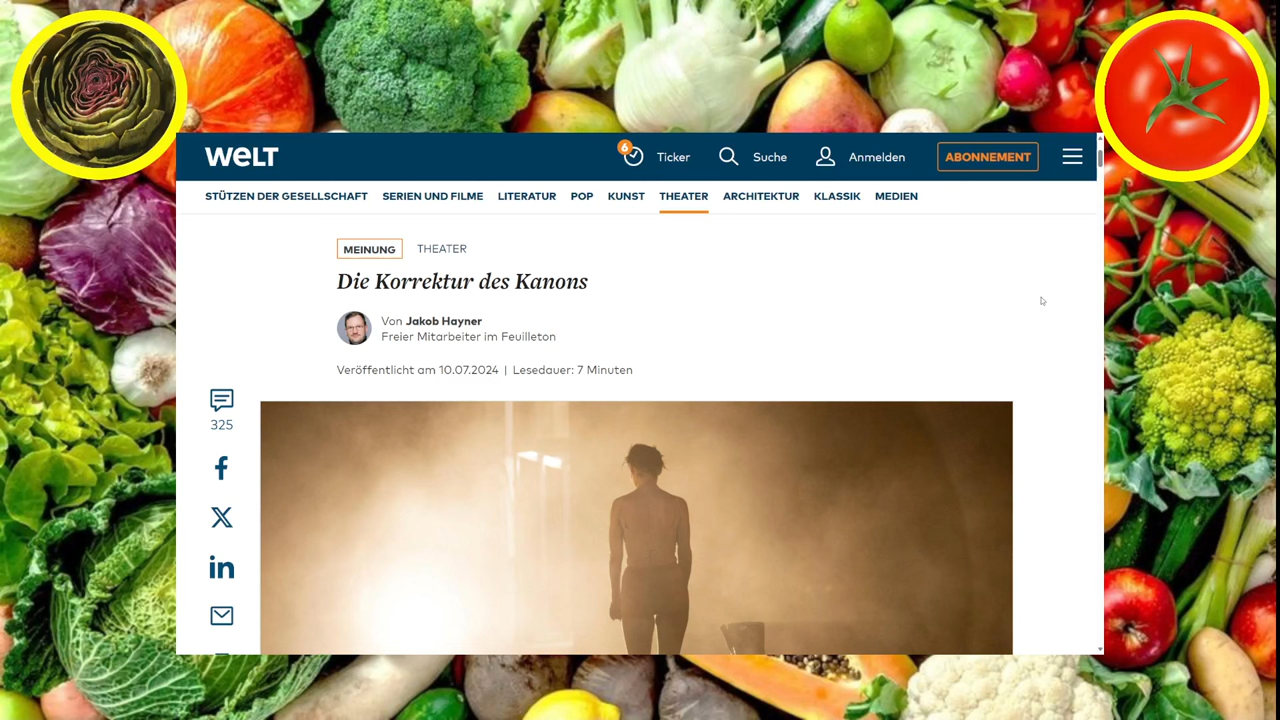 WELT
6
Ticker
Suche
Anmelden
ABONNEMENT
STÜTZEN DER GESELLSCHAFT SERIEN UND FILME LITERATUR POP KUNST THEATER ARCHITEKTUR KLASSIK MEDIEN
MEINUNG THEATER
Die Korrektur des Kanons
Von Jakob Hayner
Freier Mitarbeiter im Feuilleton
Veröffentlicht am 10.07.2024 | Lesedauer: 7 Minuten
325